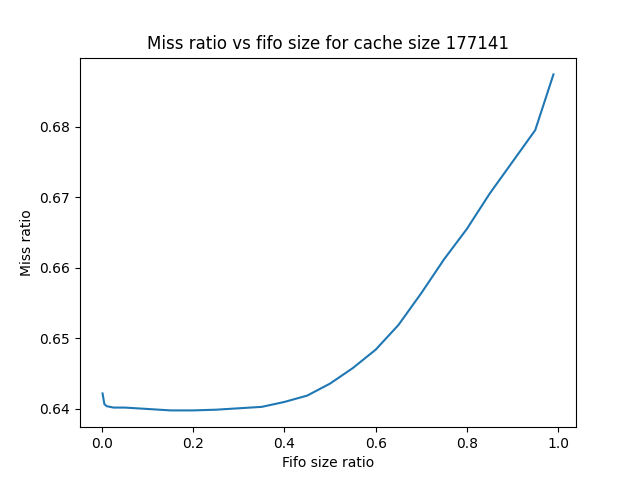 Miss ratio vs fifo size for cache size 177141
0.68
0.67
0.66
0.65
0.64
Miss ratio
0.0 0.2 0.4 0.6 0.8 1.0
Fifo size ratio